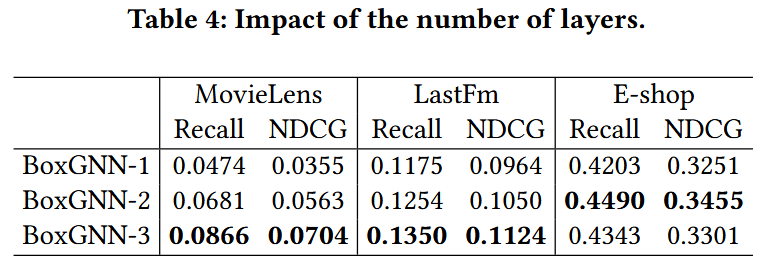 Table 4: Impact of the number of layers.
MovieLens LastFm E-shop
Recall NDCG Recall NDCG Recall NDCG
BoxGNN-1 0.0474 0.0355 0.1175 0.0964 0.4203 0.3251
BoxGNN-2 0.0681 0.0563 0.1254 0.1050 0.4490 0.3455
BoxGNN-3 0.0866 0.0704 0.1350 0.1124 0.4343 0.3301